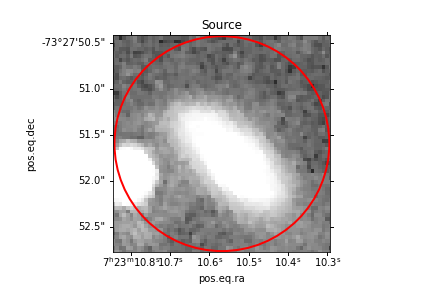 Source
-73°27'50.5"
51.0"
51.5"
52.0"
52.5"
pos.eq.dec
7ʰ23ᵐ10.8ˢ 10.7ˢ 10.6ˢ 10.5ˢ 10.4ˢ 10.3ˢ
pos.eq.ra